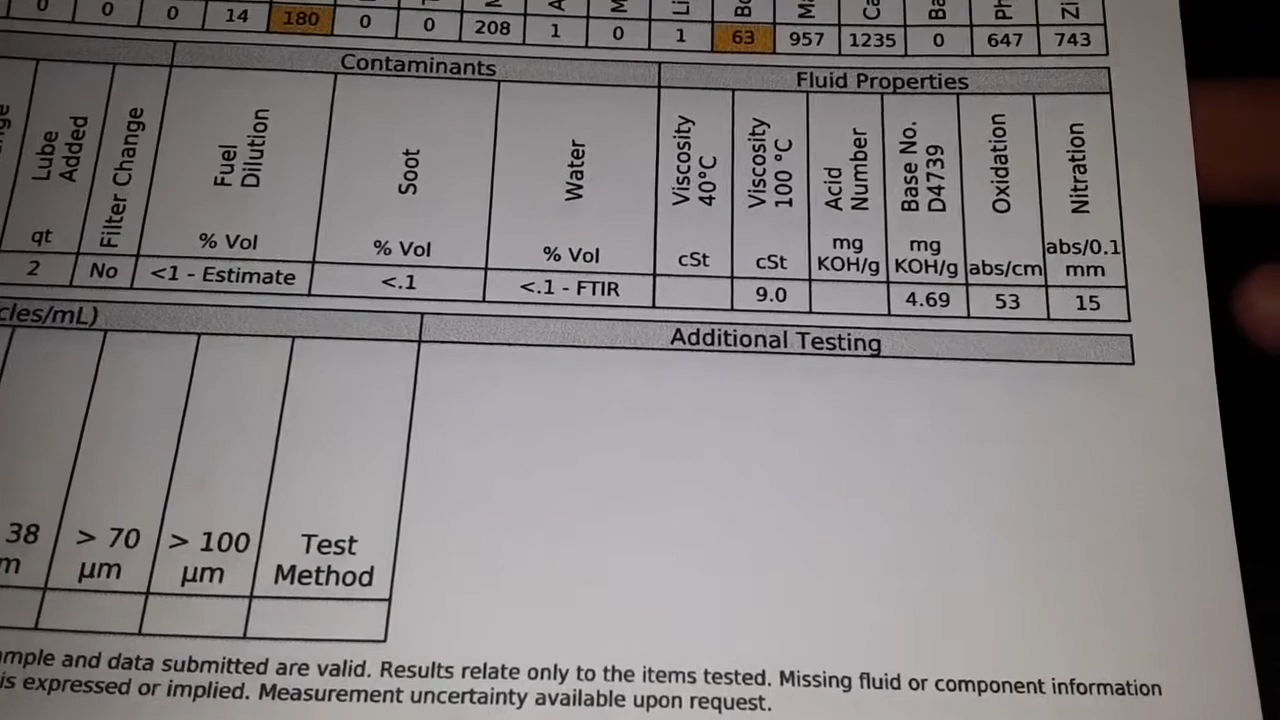 0 0 0 14 180 0 0 208 1 0 1 63 957 1235 0 647 743
Contaminants Fluid Properties
Lube Added Filter Change Fuel Dilution Soot Water Viscosity 40°C Viscosity 100 °C Acid Number Base No. D4739 Oxidation Nitration
qt % Vol % Vol % Vol cSt cSt mg KOH/g mg KOH/g abs/cm abs/0.1 mm
2 No <1 - Estimate <.1 <.1 - FTIR 9.0 4.69 53 15
cles/mL) Additional Testing
38 > 70 µm > 100 µm Test Method
mple and data submitted are valid. Results relate only to the items tested. Missing fluid or component information
is expressed or implied. Measurement uncertainty available upon request.